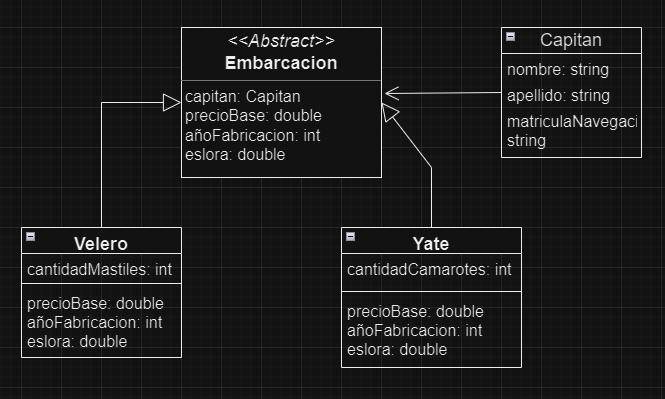 <<Abstract>>
Embarcacion
capitan: Capitan
precioBase: double
añoFabricacion: int
eslora: double
Capitan
nombre: string
apellido: string
matriculaNavegaci
string
Velero
cantidadMastiles: int
precioBase: double
añoFabricacion: int
eslora: double
Yate
cantidadCamarotes: int
precioBase: double
añoFabricacion: int
eslora: double